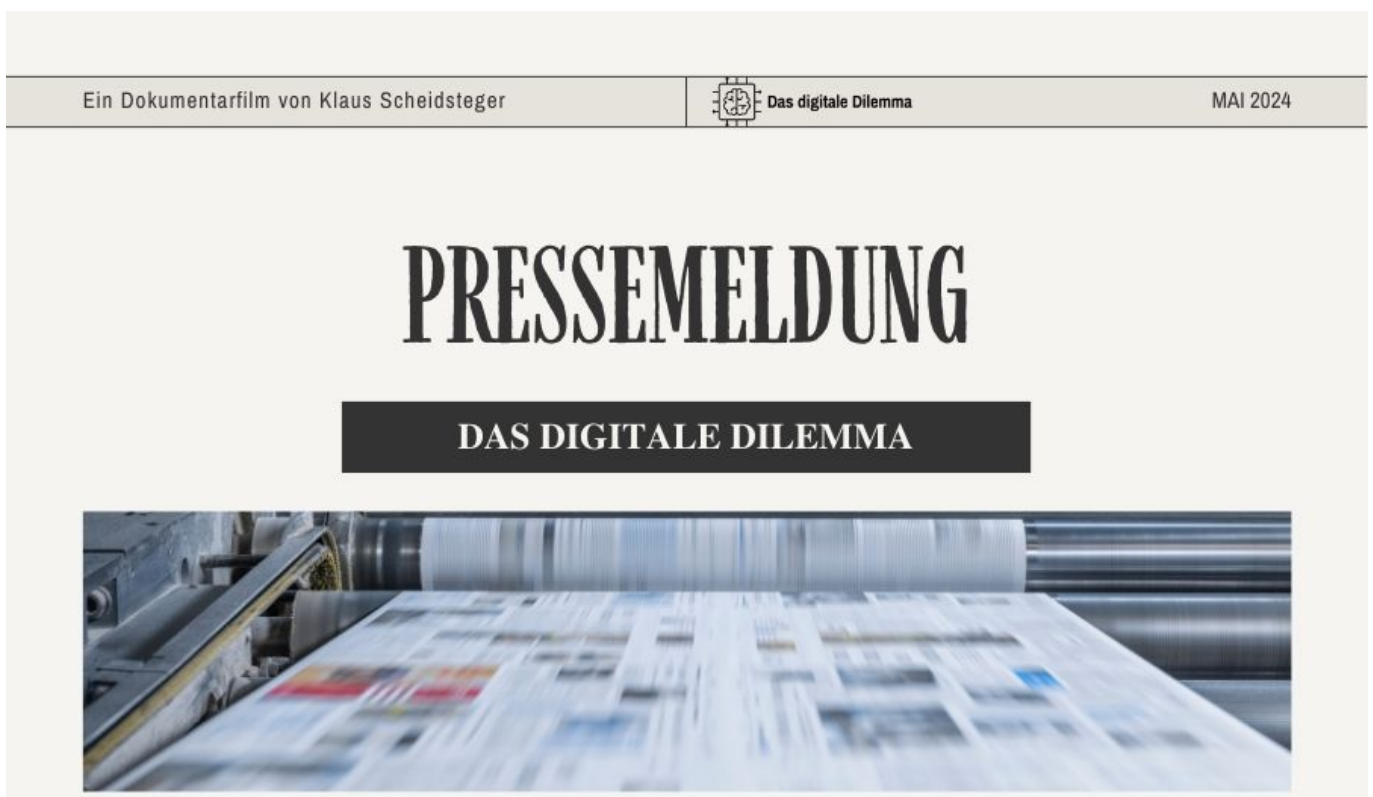 Ein Dokumentarfilm von Klaus Scheidsteger
Das digitale Dilemma
MAI 2024
PRESSEMELDUNG
DAS DIGITALE DILEMMA